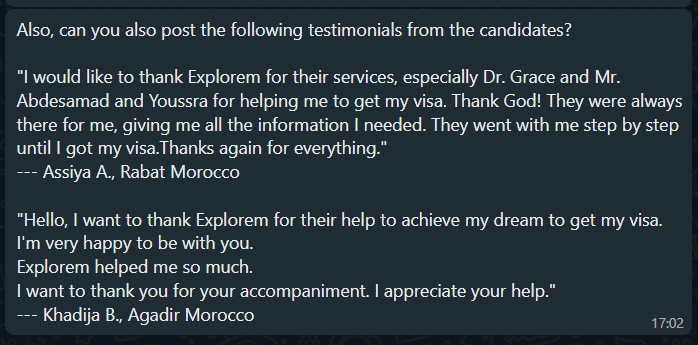 Also, can you also post the following testimonials from the candidates?
"I would like to thank Explorem for their services, especially Dr. Grace and Mr.
Abdesamad and Youssra for helping me to get my visa. Thank God! They were always
there for me, giving me all the information I needed. They went with me step by step
until I got my visa.Thanks again for everything."
--- Assiya A., Rabat Morocco
"Hello, I want to thank Explorem for their help to achieve my dream to get my visa.
I'm very happy to be with you.
Explorem helped me so much.
I want to thank you for your accompaniment. I appreciate your help."
--- Khadija B., Agadir Morocco
17:02